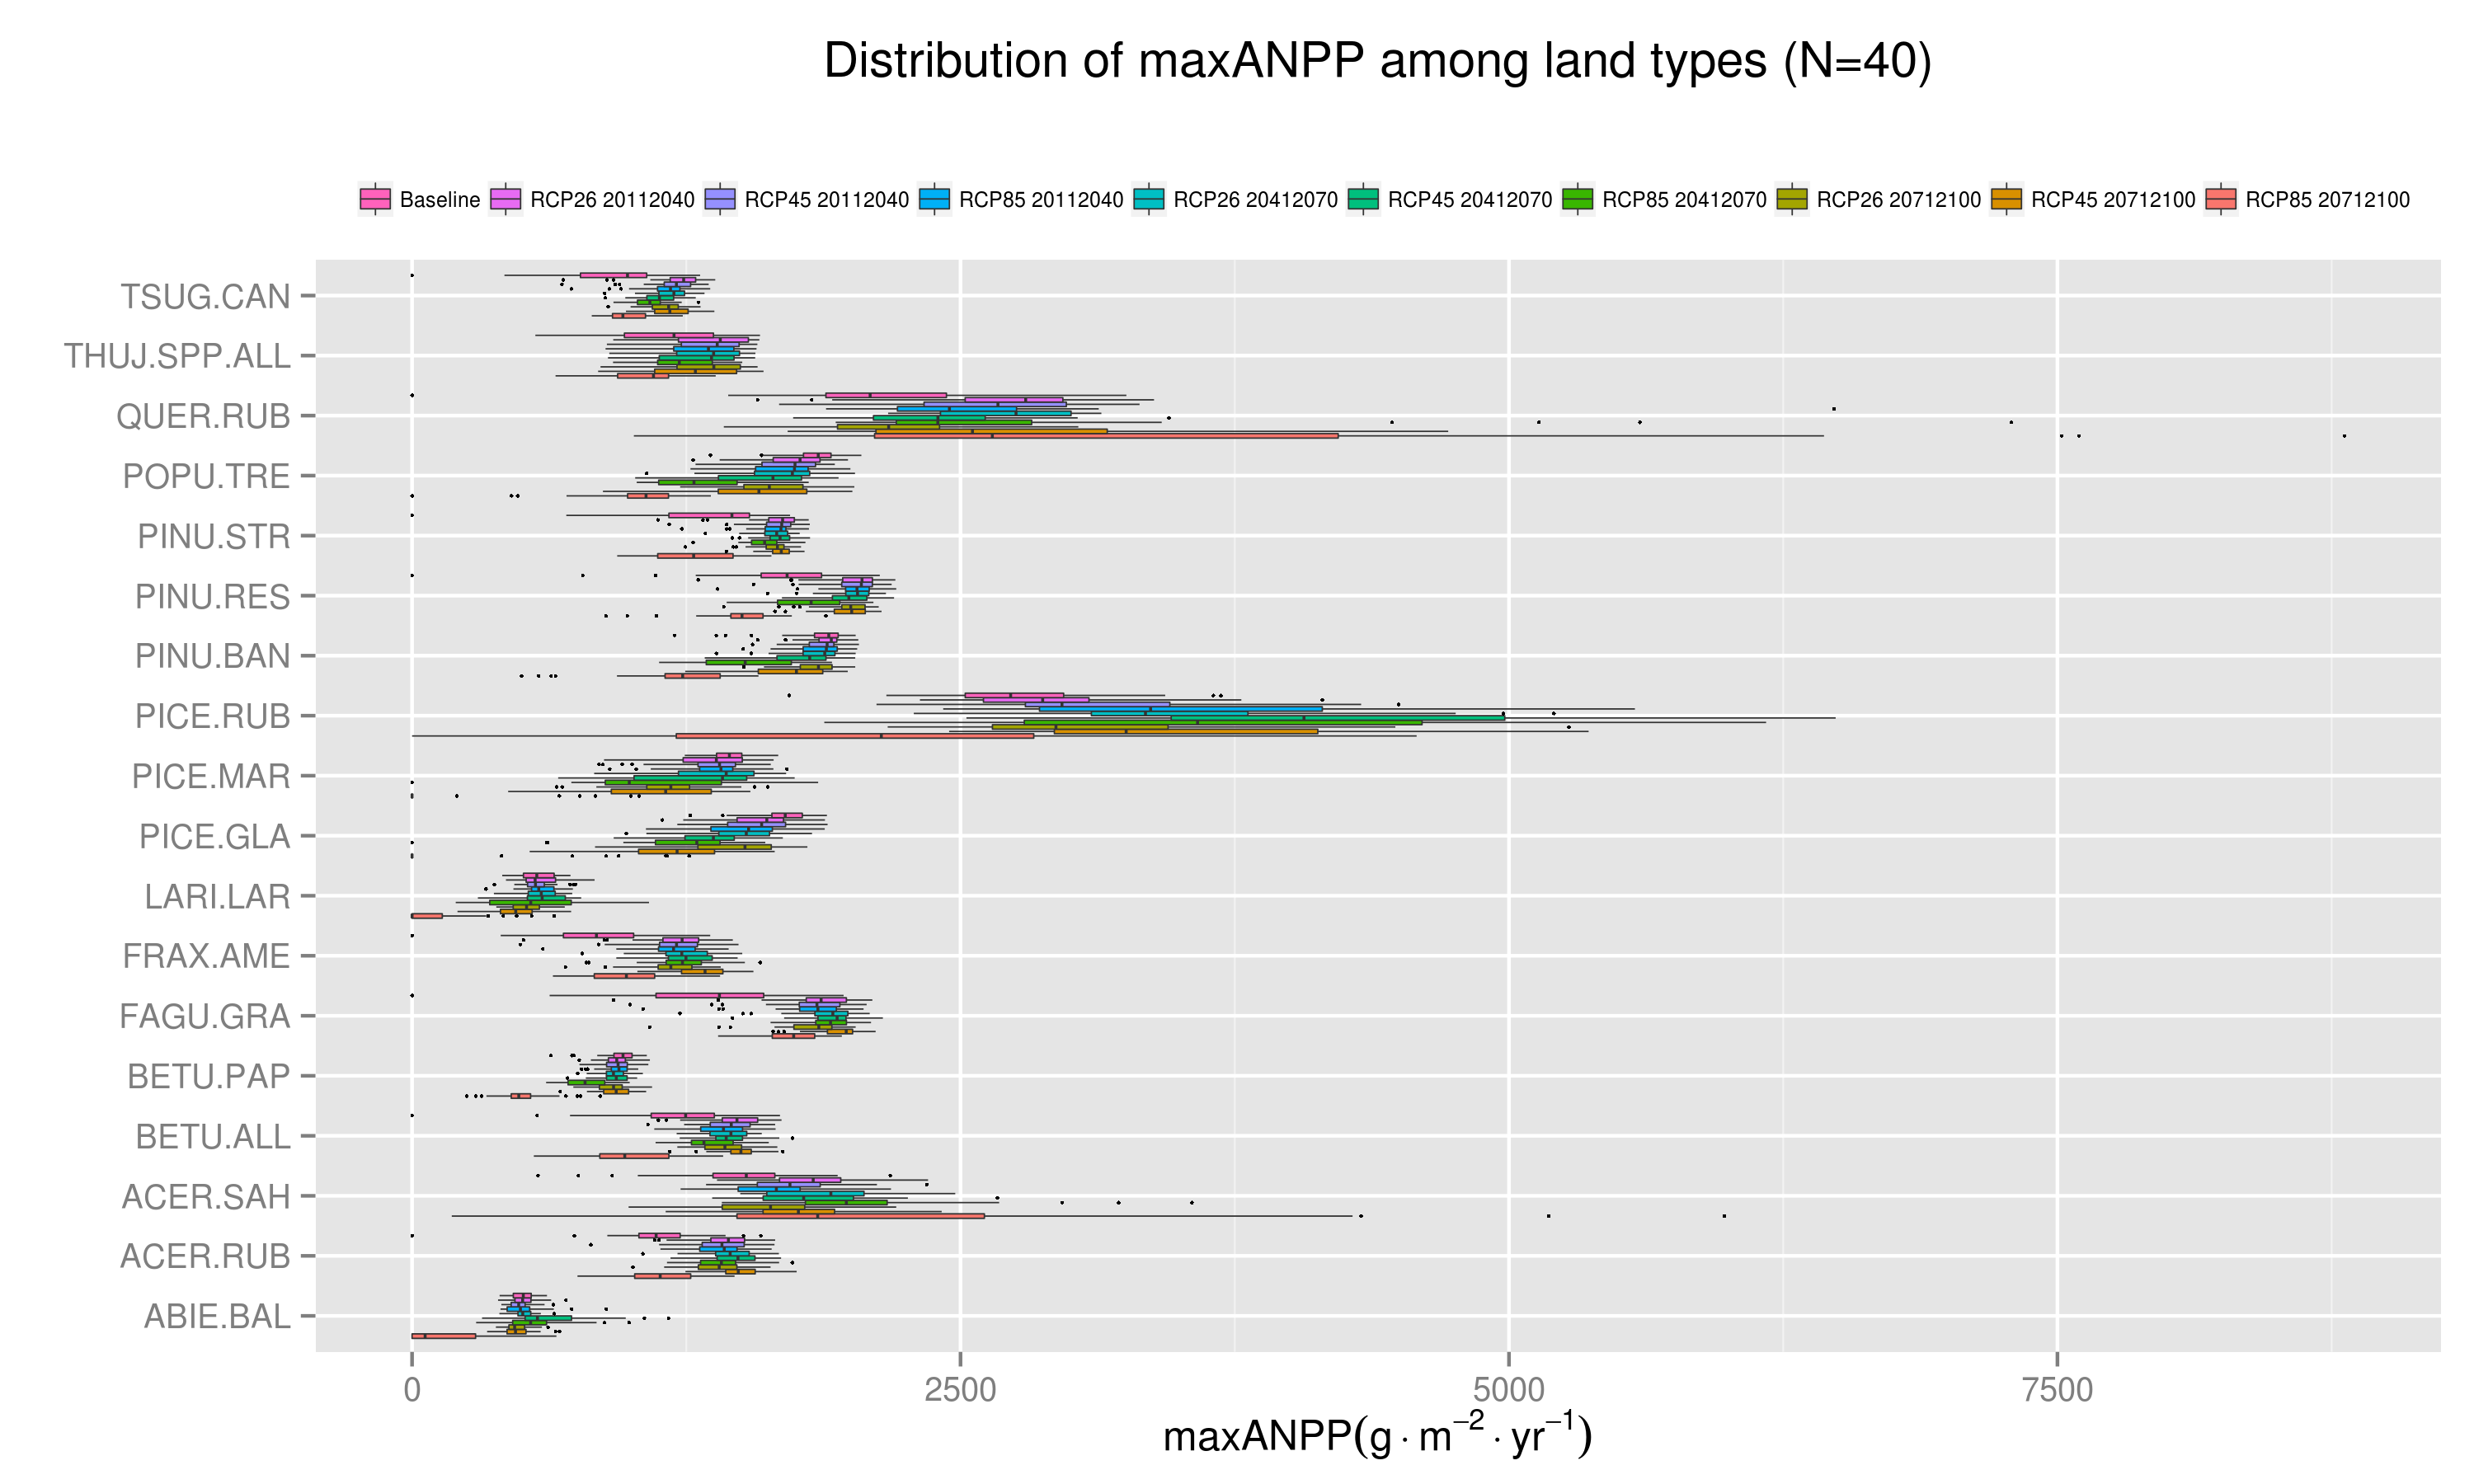 Distribution of maxANPP among land types (N=40)
Baseline RCP26 20112040 RCP45 20112040 RCP85 20112040 RCP26 20412070 RCP45 20412070 RCP85 20412070 RCP26 20712100 RCP45 20712100 RCP85 20712100
TSUG.CAN
THUJ.SPP.ALL
QUER.RUB
POPU.TRE
PINU.STR
PINU.RES
PINU.BAN
PICE.RUB
PICE.MAR
PICE.GLA
LARI.LAR
FRAX.AME
FAGU.GRA
BETU.PAP
BETU.ALL
ACER.SAH
ACER.RUB
ABIE.BAL
0 2500 5000 7500
maxANPP(g·m⁻²·yr⁻¹)